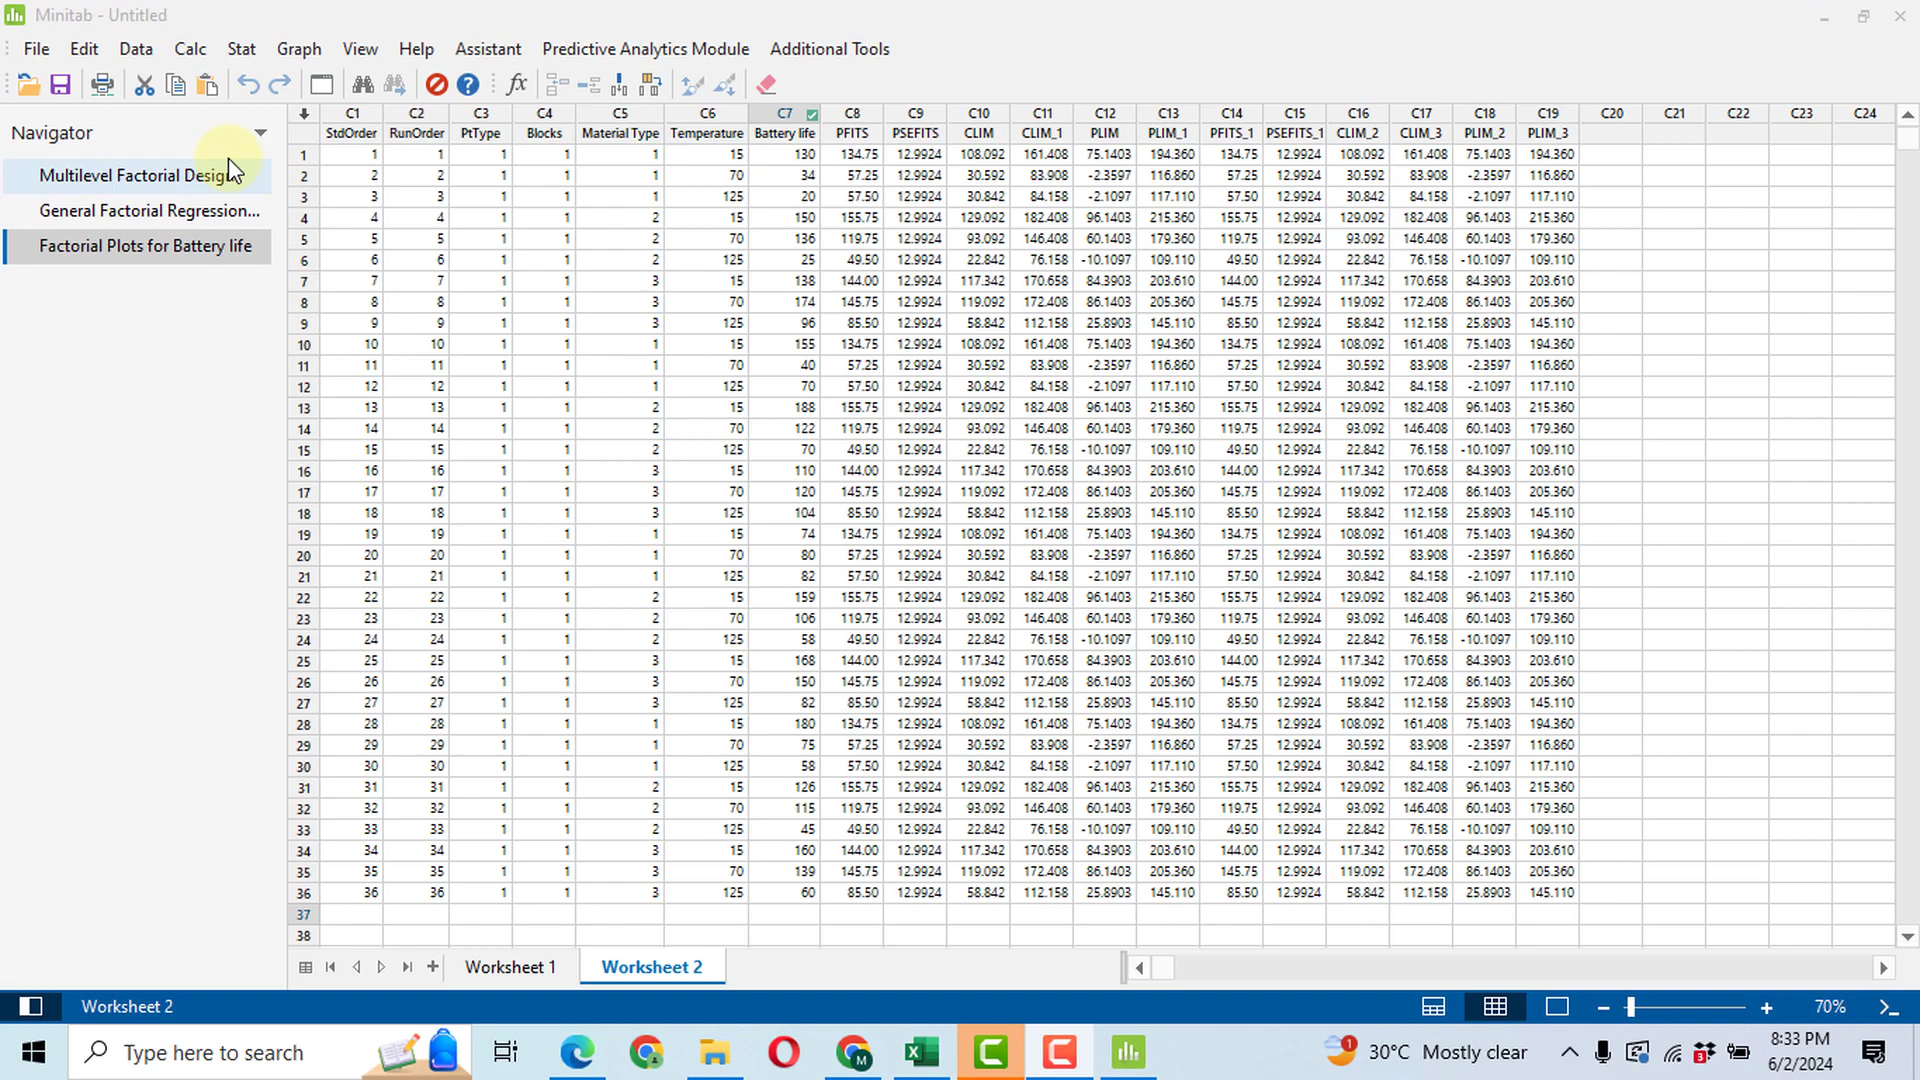 Minitab - Untitled
File Edit Data Calc Stat Graph View Help Assistant Predictive Analytics Module Additional Tools
Navigator
Multilevel Factorial Design
General Factorial Regression...
Factorial Plots for Battery life
C1 C2 C3 C4 C5 C6 C7 C8 C9 C10 C11 C12 C13 C14 C15 C16 C17 C18 C19 C20 C21 C22 C23 C24
StdOrder RunOrder PtType Blocks Material Type Temperature Battery life PFITS PSEFITS CLIM CLIM_1 PLIM PLIM_1 PFITS_1 PSEFITS_1 CLIM_2 CLIM_3 PLIM_2 PLIM_3
1 1 1 1 1 1 15 130 134.75 12.9924 108.092 161.408 75.1403 194.360 134.75 12.9924 108.092 161.408 75.1403 194.360
2 2 2 1 1 1 70 34 57.25 12.9924 30.592 83.908 -2.3597 116.860 57.25 12.9924 30.592 83.908 -2.3597 116.860
3 3 3 1 1 1 125 20 57.50 12.9924 30.842 84.158 -2.1097 117.110 57.50 12.9924 30.842 84.158 -2.1097 117.110
4 4 4 1 1 2 15 150 155.75 12.9924 129.092 182.408 96.1403 215.360 155.75 12.9924 129.092 182.408 96.1403 215.360
5 5 5 1 1 2 70 136 119.75 12.9924 93.092 146.408 60.1403 179.360 119.75 12.9924 93.092 146.408 60.1403 179.360
6 6 6 1 1 2 125 25 49.50 12.9924 22.842 76.158 -10.1097 109.110 49.50 12.9924 22.842 76.158 -10.1097 109.110
7 7 7 1 1 3 15 138 144.00 12.9924 117.342 170.658 84.3903 203.610 144.00 12.9924 117.342 170.658 84.3903 203.610
8 8 8 1 1 3 70 174 145.75 12.9924 119.092 172.408 86.1403 205.360 145.75 12.9924 119.092 172.408 86.1403 205.360
9 9 9 1 1 3 125 96 85.50 12.9924 58.842 112.158 25.8903 145.110 85.50 12.9924 58.842 112.158 25.8903 145.110
10 10 10 1 1 1 15 155 134.75 12.9924 108.092 161.408 75.1403 194.360 134.75 12.9924 108.092 161.408 75.1403 194.360
11 11 11 1 1 1 70 40 57.25 12.9924 30.592 83.908 -2.3597 116.860 57.25 12.9924 30.592 83.908 -2.3597 116.860
12 12 12 1 1 1 125 70 57.50 12.9924 30.842 84.158 -2.1097 117.110 57.50 12.9924 30.842 84.158 -2.1097 117.110
13 13 13 1 1 2 15 188 155.75 12.9924 129.092 182.408 96.1403 215.360 155.75 12.9924 129.092 182.408 96.1403 215.360
14 14 14 1 1 2 70 122 119.75 12.9924 93.092 146.408 60.1403 179.360 119.75 12.9924 93.092 146.408 60.1403 179.360
15 15 15 1 1 2 125 70 49.50 12.9924 22.842 76.158 -10.1097 109.110 49.50 12.9924 22.842 76.158 -10.1097 109.110
16 16 16 1 1 3 15 110 144.00 12.9924 117.342 170.658 84.3903 203.610 144.00 12.9924 117.342 170.658 84.3903 203.610
17 17 17 1 1 3 70 120 145.75 12.9924 119.092 172.408 86.1403 205.360 145.75 12.9924 119.092 172.408 86.1403 205.360
18 18 18 1 1 3 125 104 85.50 12.9924 58.842 112.158 25.8903 145.110 85.50 12.9924 58.842 112.158 25.8903 145.110
19 19 19 1 1 1 15 74 134.75 12.9924 108.092 161.408 75.1403 194.360 134.75 12.9924 108.092 161.408 75.1403 194.360
20 20 20 1 1 1 70 80 57.25 12.9924 30.592 83.908 -2.3597 116.860 57.25 12.9924 30.592 83.908 -2.3597 116.860
21 21 21 1 1 1 125 82 57.50 12.9924 30.842 84.158 -2.1097 117.110 57.50 12.9924 30.842 84.158 -2.1097 117.110
22 22 22 1 1 2 15 159 155.75 12.9924 129.092 182.408 96.1403 215.360 155.75 12.9924 129.092 182.408 96.1403 215.360
23 23 23 1 1 2 70 106 119.75 12.9924 93.092 146.408 60.1403 179.360 119.75 12.9924 93.092 146.408 60.1403 179.360
24 24 24 1 1 2 125 58 49.50 12.9924 22.842 76.158 -10.1097 109.110 49.50 12.9924 22.842 76.158 -10.1097 109.110
25 25 25 1 1 3 15 168 144.00 12.9924 117.342 170.658 84.3903 203.610 144.00 12.9924 117.342 170.658 84.3903 203.610
26 26 26 1 1 3 70 150 145.75 12.9924 119.092 172.408 86.1403 205.360 145.75 12.9924 119.092 172.408 86.1403 205.360
27 27 27 1 1 3 125 82 85.50 12.9924 58.842 112.158 25.8903 145.110 85.50 12.9924 58.842 112.158 25.8903 145.110
28 28 28 1 1 1 15 180 134.75 12.9924 108.092 161.408 75.1403 194.360 134.75 12.9924 108.092 161.408 75.1403 194.360
29 29 29 1 1 1 70 75 57.25 12.9924 30.592 83.908 -2.3597 116.860 57.25 12.9924 30.592 83.908 -2.3597 116.860
30 30 30 1 1 1 125 58 57.50 12.9924 30.842 84.158 -2.1097 117.110 57.50 12.9924 30.842 84.158 -2.1097 117.110
31 31 31 1 1 2 15 126 155.75 12.9924 129.092 182.408 96.1403 215.360 155.75 12.9924 129.092 182.408 96.1403 215.360
32 32 32 1 1 2 70 115 119.75 12.9924 93.092 146.408 60.1403 179.360 119.75 12.9924 93.092 146.408 60.1403 179.360
33 33 33 1 1 2 125 45 49.50 12.9924 22.842 76.158 -10.1097 109.110 49.50 12.9924 22.842 76.158 -10.1097 109.110
34 34 34 1 1 3 15 160 144.00 12.9924 117.342 170.658 84.3903 203.610 144.00 12.9924 117.342 170.658 84.3903 203.610
35 35 35 1 1 3 70 139 145.75 12.9924 119.092 172.408 86.1403 205.360 145.75 12.9924 119.092 172.408 86.1403 205.360
36 36 36 1 1 3 125 60 85.50 12.9924 58.842 112.158 25.8903 145.110 85.50 12.9924 58.842 112.158 25.8903 145.110
37
38
Worksheet 1 Worksheet 2
Worksheet 2 70%
Type here to search 30°C Mostly clear 8:33 PM
6/2/2024